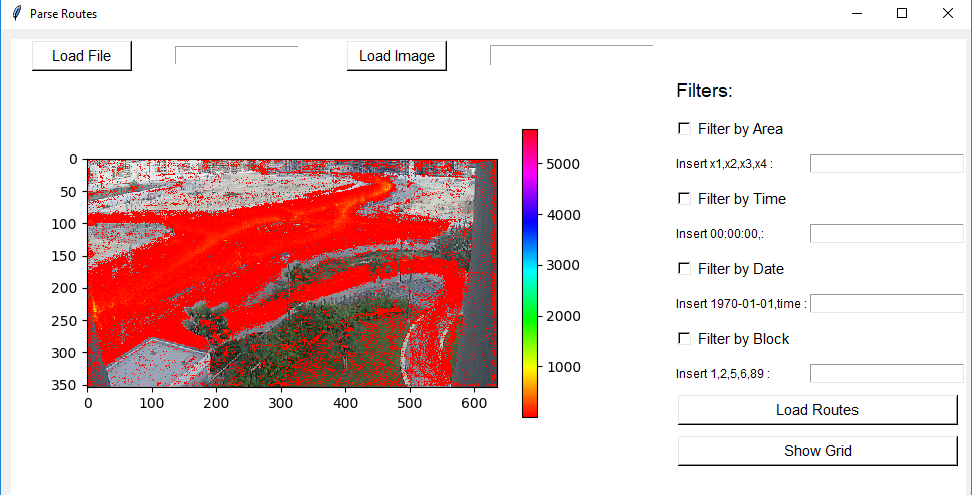 Parse Routes
Load File
Load Image
Filters:
Filter by Area
Insert x1,x2,x3,x4 :
Filter by Time
Insert 00:00:00,:
Filter by Date
Insert 1970-01-01,time :
Filter by Block
Insert 1,2,5,6,89 :
Load Routes
Show Grid
0
50
100
150
200
250
300
350
0 100 200 300 400 500 600
5000
4000
3000
2000
1000